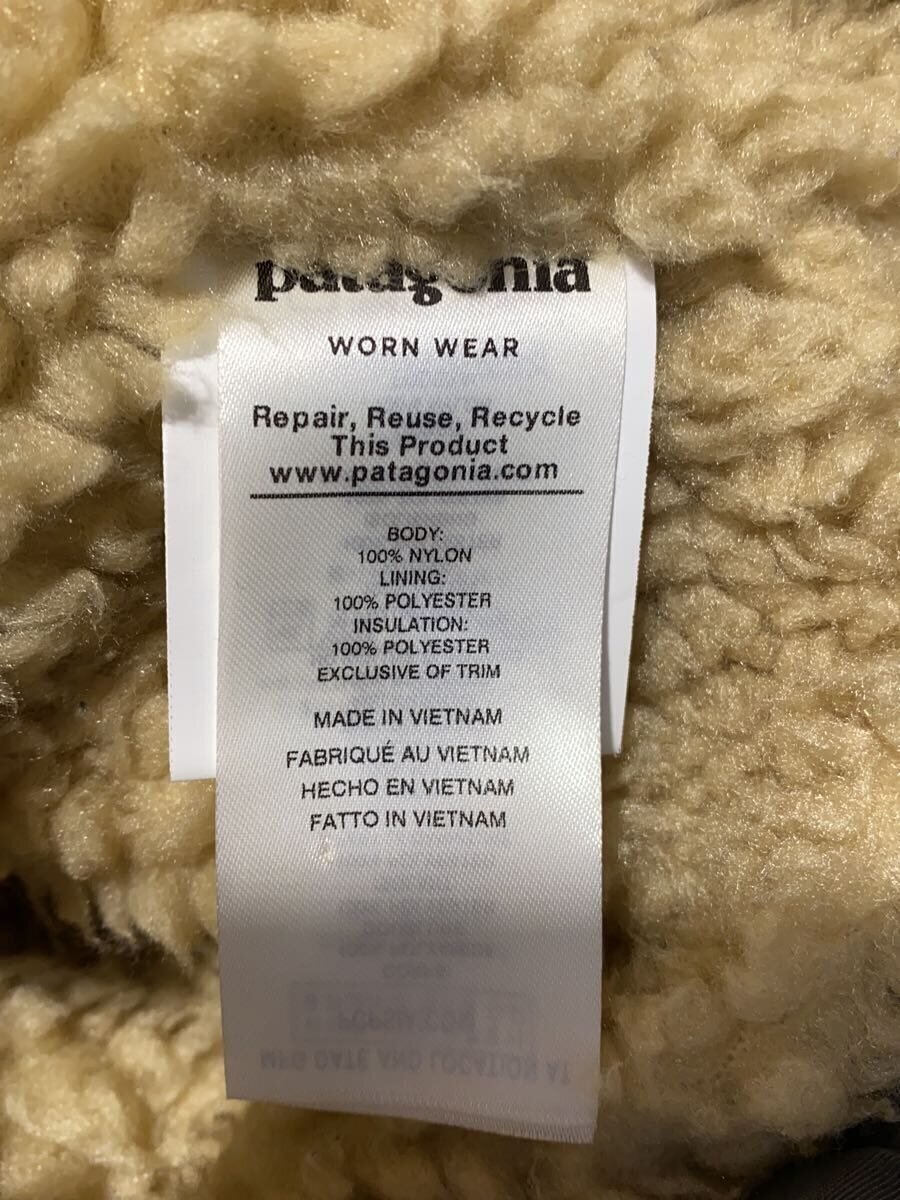 patagonia
WORN WEAR
Repair, Reuse, Recycle
This Product
www.patagonia.com
BODY:
100% NYLON
LINING:
100% POLYESTER
INSULATION:
100% POLYESTER
EXCLUSIVE OF TRIM
MADE IN VIETNAM
FABRIQUÉ AU VIETNAM
HECHO EN VIETNAM
FATTO IN VIETNAM